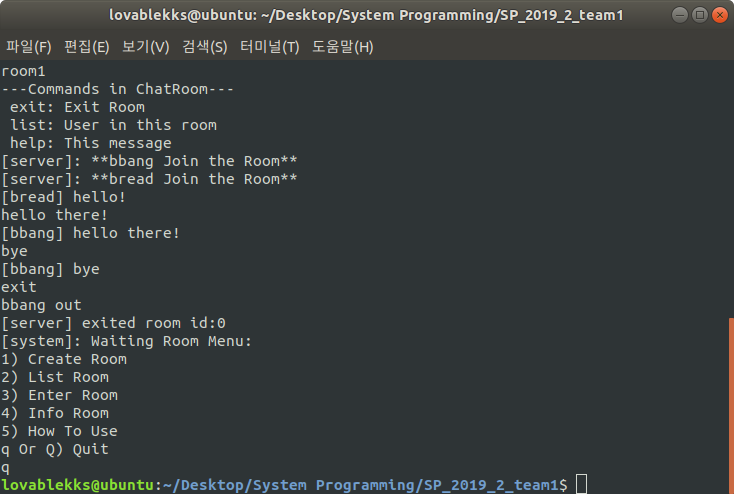 lovablekks@ubuntu: ~/Desktop/System Programming/SP_2019_2_team1
파일(F) 편집(E) 보기(V) 검색(S) 터미널(T) 도움말(H)
room1
---Commands in ChatRoom---
 exit: Exit Room
 list: User in this room
 help: This message
[server]: **bbang Join the Room**
[server]: **bread Join the Room**
[bread] hello!
hello there!
[bbang] hello there!
bye
[bbang] bye
exit
bbang out
[server] exited room id:0
[system]: Waiting Room Menu:
1) Create Room
2) List Room
3) Enter Room
4) Info Room
5) How To Use
q Or Q) Quit
q
lovablekks@ubuntu:~/Desktop/System Programming/SP_2019_2_team1$